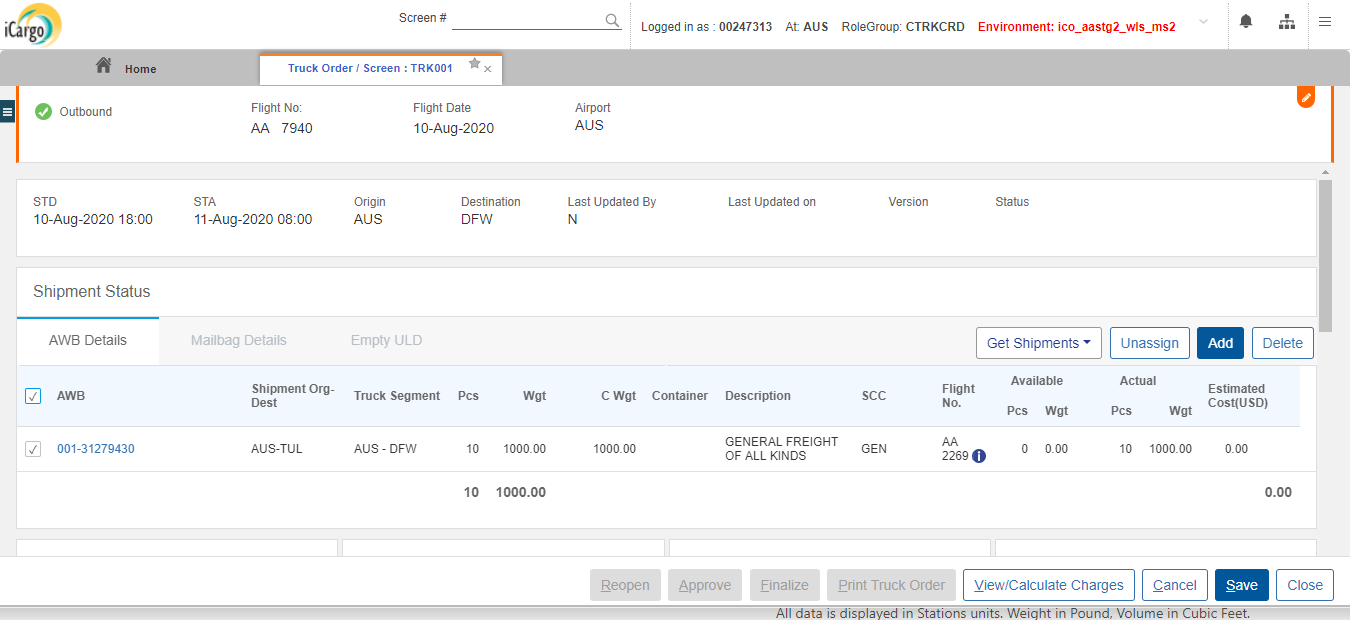 iCargo
Screen #
Logged in as : 00247313 At: AUS RoleGroup: CTRKCRD Environment: ico_aastg2_wls_ms2
Home
Truck Order / Screen : TRK001
Outbound
Flight No:
AA 7940
Flight Date
10-Aug-2020
Airport
AUS
STD
10-Aug-2020 18:00
STA
11-Aug-2020 08:00
Origin
AUS
Destination
DFW
Last Updated By
N
Last Updated on
Version
Status
Shipment Status
AWB Details Mailbag Details Empty ULD
Get Shipments Unassign Add Delete
AWB
Shipment Org-
Dest
Truck Segment
Pcs
Wgt
C Wgt
Container
Description
SCC
Flight
No.
Available
Pcs Wgt
Actual
Pcs Wgt
Estimated
Cost(USD)
001-31279430
AUS-TUL
AUS - DFW
10
1000.00
1000.00
GENERAL FREIGHT
OF ALL KINDS
GEN
AA
2269 i
0
0.00
10
1000.00
0.00
10 1000.00 0.00
Reopen Approve Finalize Print Truck Order View/Calculate Charges Cancel Save Close
All data is displayed in Stations units. Weight in Pound, Volume in Cubic Feet.